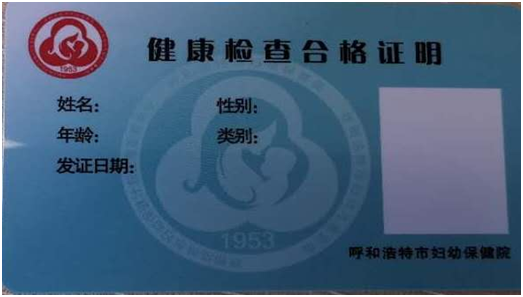 健康检查合格证明
1953
姓名: 性别:
年龄: 类别:
发证日期:
1953
呼和浩特市妇幼保健院